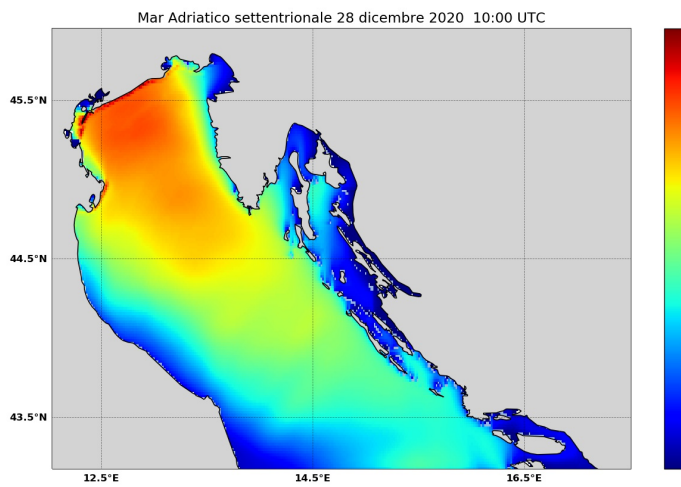 Mar Adriatico settentrionale 28 dicembre 2020  10:00 UTC
45.5°N
44.5°N
43.5°N
12.5°E
14.5°E
16.5°E